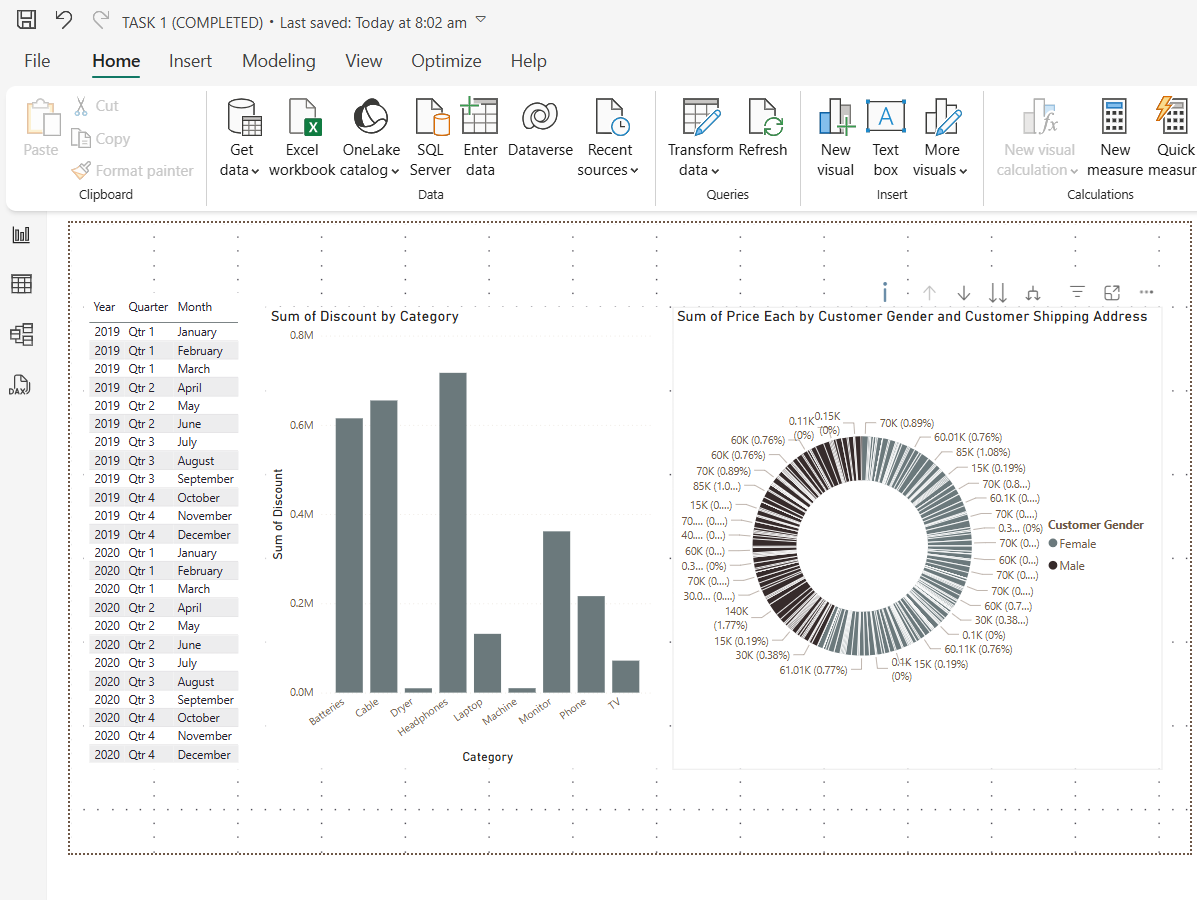 TASK 1 (COMPLETED) • Last saved: Today at 8:02 am
File Home Insert Modeling View Optimize Help
Paste
Cut
Copy
Format painter
Clipboard
Get data
Excel workbook
OneLake catalog
SQL Server
Enter data
Dataverse
Recent sources
Data
Transform data
Refresh
Queries
New visual
Text box
More visuals
Insert
New visual calculation
New measure
Quick measur
Calculations
DAX
Year Quarter Month
2019 Qtr 1 January
2019 Qtr 1 February
2019 Qtr 1 March
2019 Qtr 2 April
2019 Qtr 2 May
2019 Qtr 2 June
2019 Qtr 3 July
2019 Qtr 3 August
2019 Qtr 3 September
2019 Qtr 4 October
2019 Qtr 4 November
2019 Qtr 4 December
2020 Qtr 1 January
2020 Qtr 1 February
2020 Qtr 1 March
2020 Qtr 2 April
2020 Qtr 2 May
2020 Qtr 2 June
2020 Qtr 3 July
2020 Qtr 3 August
2020 Qtr 3 September
2020 Qtr 4 October
2020 Qtr 4 November
2020 Qtr 4 December
Sum of Discount by Category
0.8M
0.6M
0.4M
0.2M
0.0M
Sum of Discount
Batteries
Cable
Dryer
Headphones
Laptop
Machine
Monitor
Phone
TV
Category
Sum of Price Each by Customer Gender and Customer Shipping Address
70K (0.89%)
60.01K (0.76%)
85K (1.08%)
15K (0.19%)
70K (0.8...)
60.1K (0....)
70K (0....)
0.3... (0%)
70K (0...)
60K (0...)
70K (0....)
70K (0....)
60K (0.7...)
30K (0.38...)
0.1K (0%)
60.11K (0.76%)
15K (0.19%)
0.1K (0%)
61.01K (0.77%)
30K (0.38%)
15K (0.19%)
140K (1.77%)
30.0... (0....)
70K (0....)
0.3... (0%)
60K (0...)
40.... (0...)
70.... (0....)
15K (0....)
85K (1.0...)
70K (0.89%)
60K (0.76%)
60K (0.76%)
0.11K (0%)
0.15K (0%)
Customer Gender
Female
Male